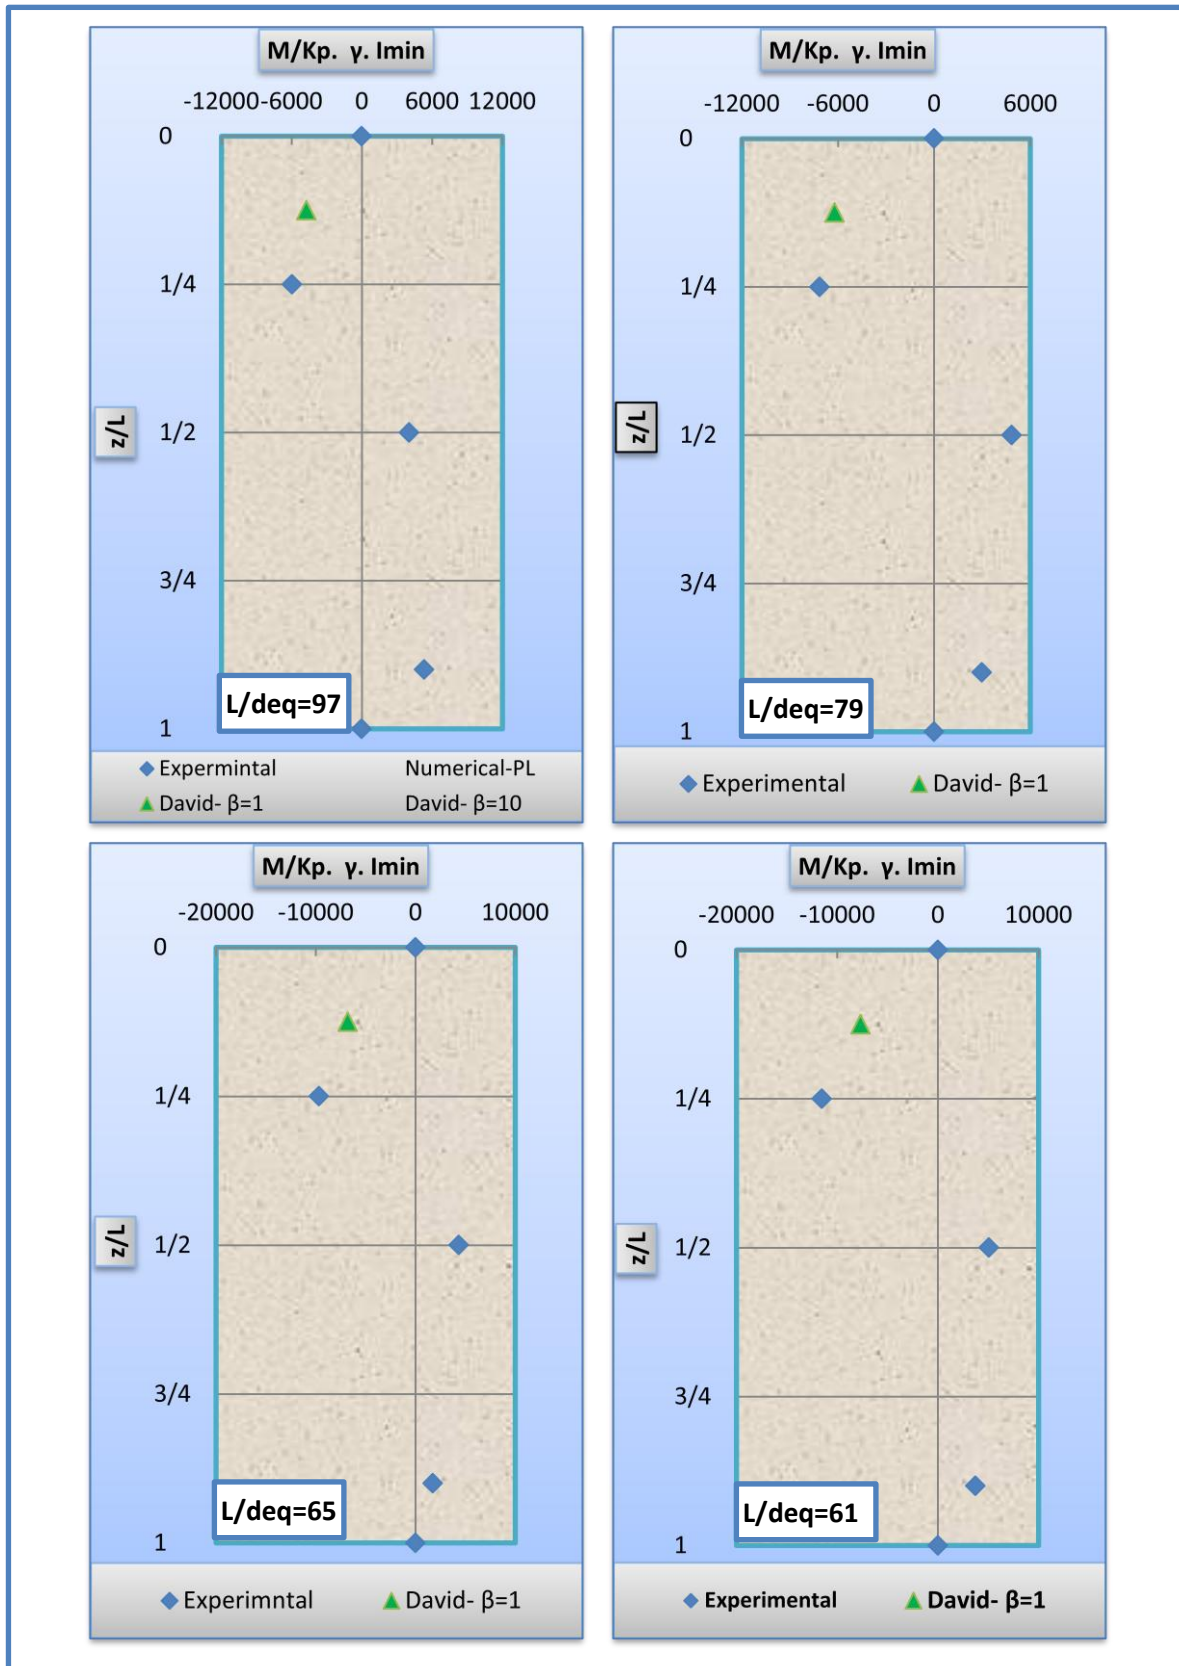 M/Kp. γ. Imin
-12000 -6000 0 6000 12000
0
1/4
z/L
1/2
3/4
L/deq=97
1
Expermintal Numerical-PL
David- β=1 David- β=10
M/Kp. γ. Imin
-12000 -6000 0 6000
0
1/4
z/L
1/2
3/4
L/deq=79
1
Experimental David- β=1
M/Kp. γ. Imin
-20000 -10000 0 10000
0
1/4
z/L
1/2
3/4
L/deq=65
1
Experimntal David- β=1
M/Kp. γ. Imin
-20000 -10000 0 10000
0
1/4
z/L
1/2
3/4
L/deq=61
1
Experimental David- β=1